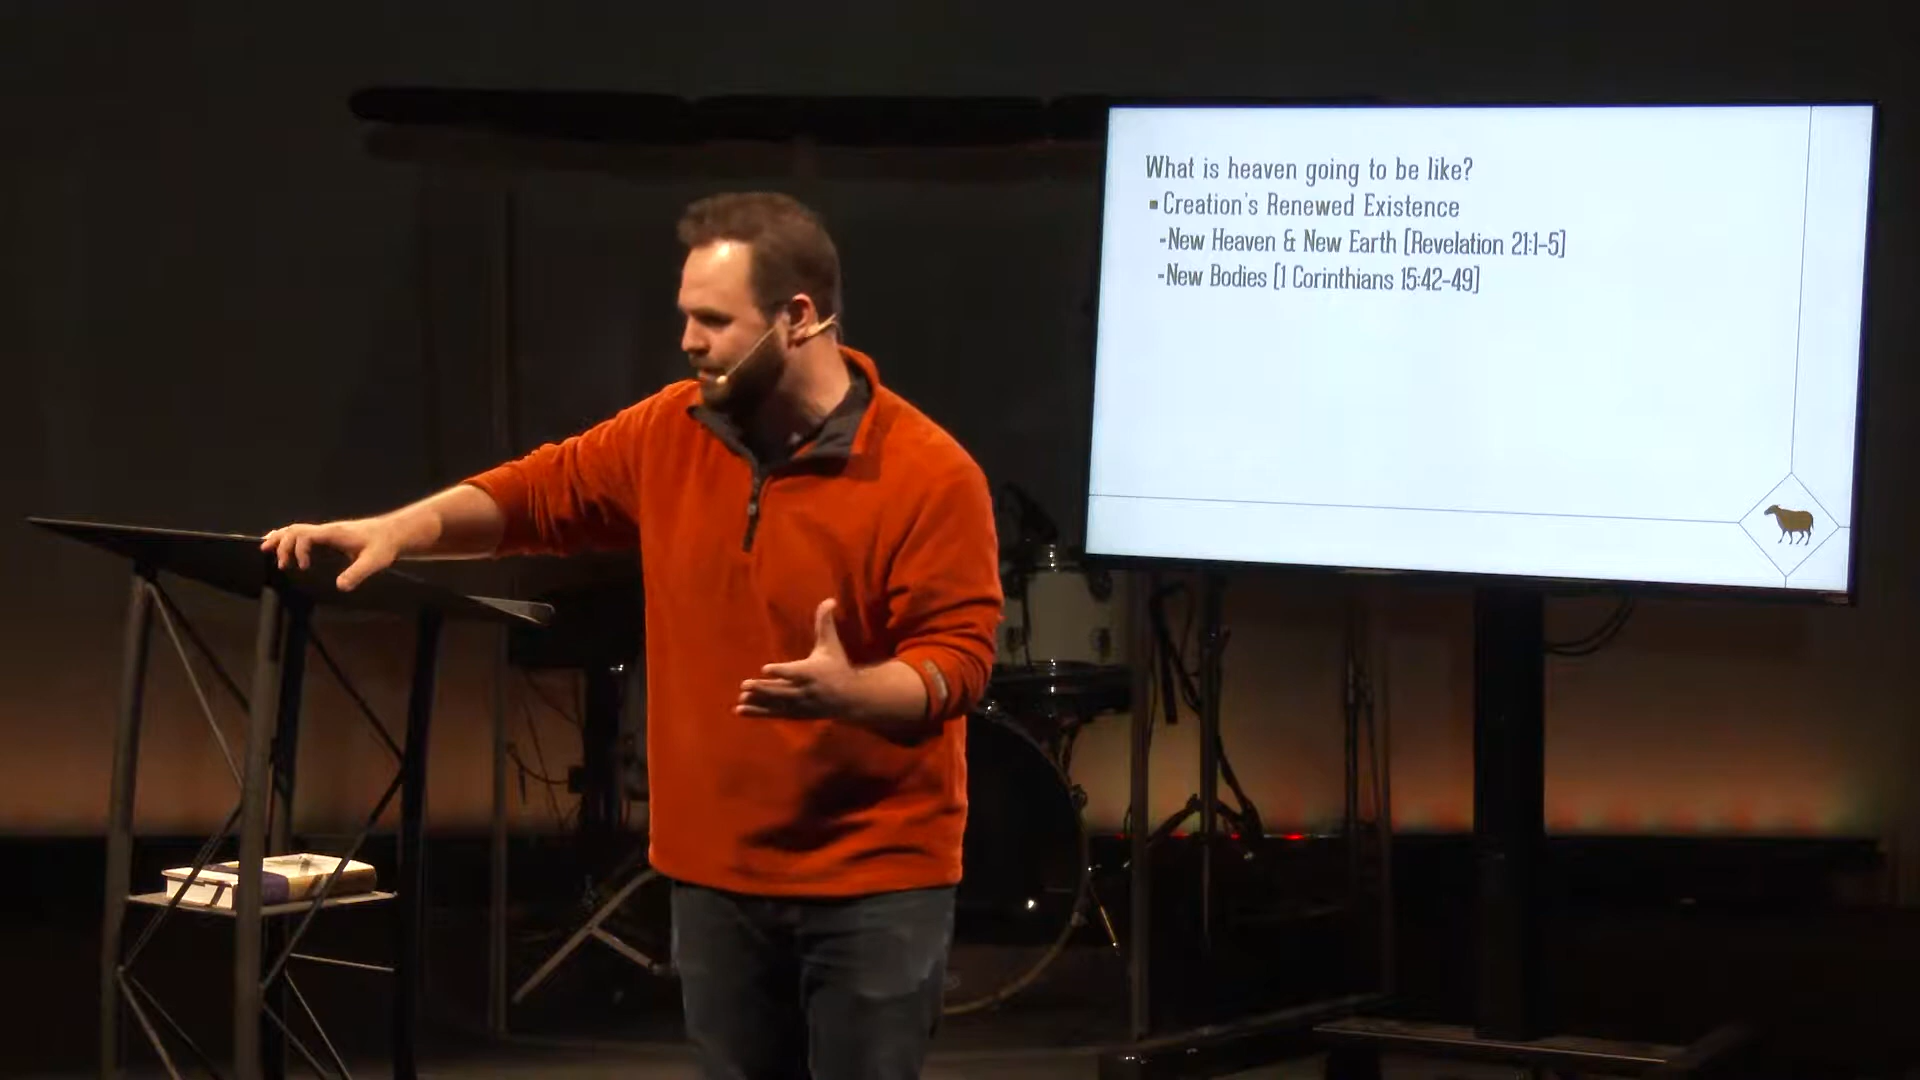 What is heaven going to be like?
▪Creation's Renewed Existence
-New Heaven & New Earth [Revelation 21:1-5]
-New Bodies [1 Corinthians 15:42-49]